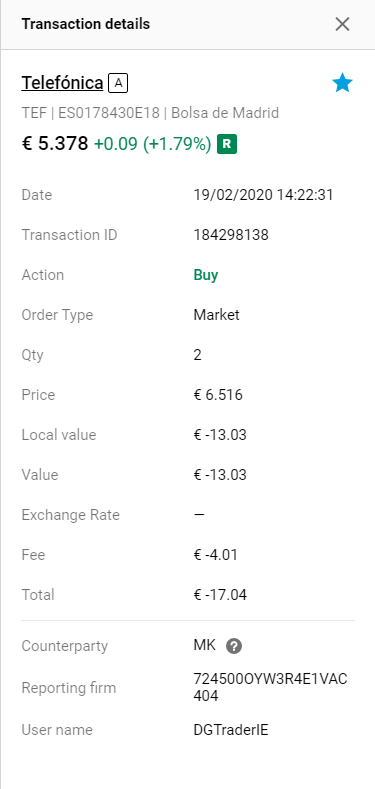 Transaction details
Telefónica A
TEF | ES0178430E18 | Bolsa de Madrid
€ 5.378 +0.09 (+1.79%) R
Date 19/02/2020 14:22:31
Transaction ID 184298138
Action Buy
Order Type Market
Qty 2
Price € 6.516
Local value € -13.03
Value € -13.03
Exchange Rate —
Fee € -4.01
Total € -17.04
Counterparty MK ?
Reporting firm 724500OYW3R4E1VAC
404
User name DGTraderIE